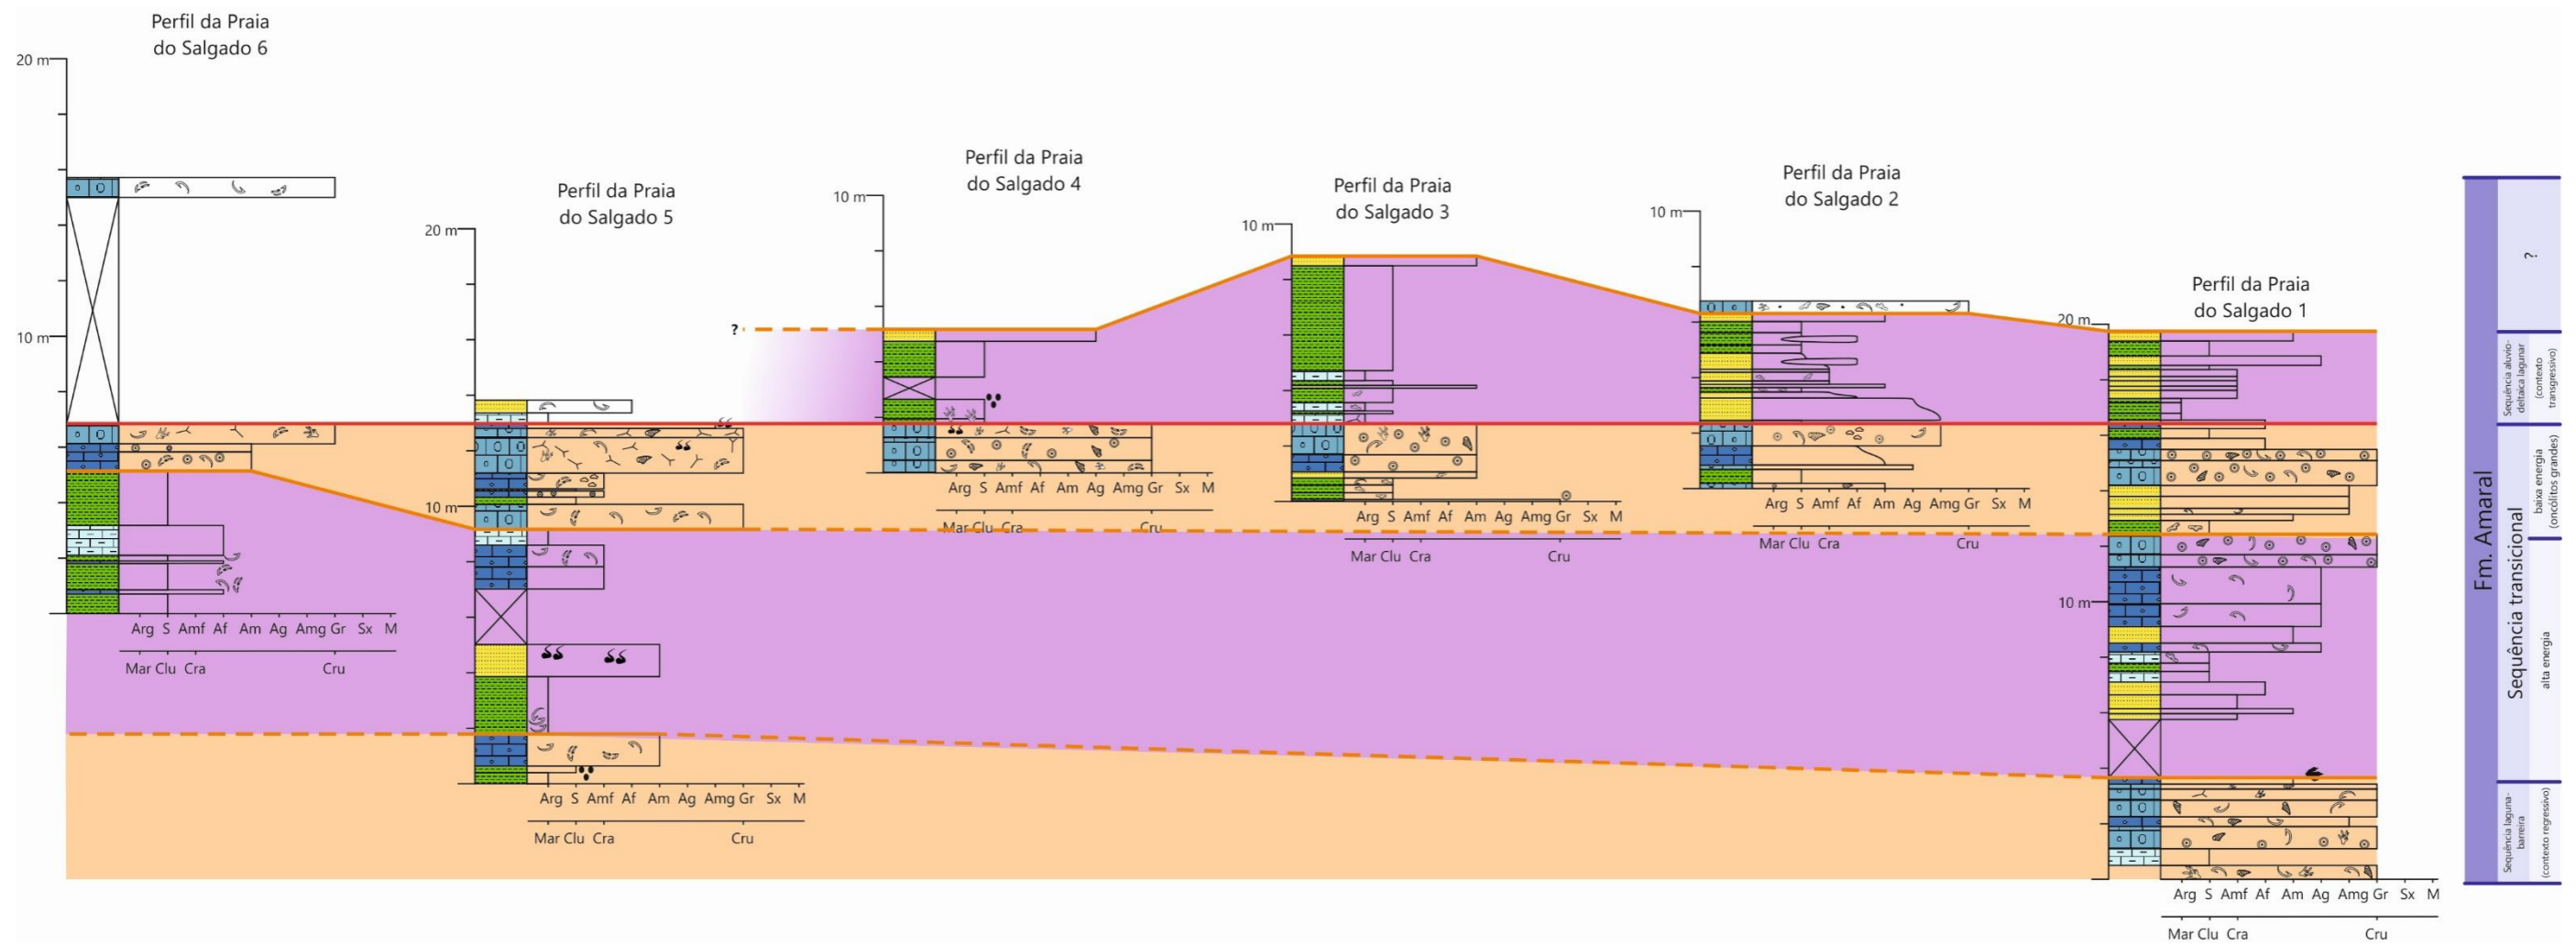 Perfil da Praia
do Salgado 6
20 m
10 m
Arg S Amf Af Am Ag Amg Gr Sx M
Mar Clu Cra Cru
Perfil da Praia
do Salgado 5
20 m
10 m
?
Arg S Amf Af Am Ag Amg Gr Sx M
Mar Clu Cra Cru
Perfil da Praia
do Salgado 4
10 m
Arg S Amf Af Am Ag Amg Gr Sx M
Mar Clu Cra Cru
Perfil da Praia
do Salgado 3
10 m
Arg S Amf Af Am Ag Amg Gr Sx M
Mar Clu Cra Cru
Perfil da Praia
do Salgado 2
10 m
Arg S Amf Af Am Ag Amg Gr Sx M
Mar Clu Cra Cru
Perfil da Praia
do Salgado 1
20 m
10 m
Arg S Amf Af Am Ag Amg Gr Sx M
Mar Clu Cra Cru
Fm. Amaral
?
Sequência aluvio-
deltaica lagunar
(contexto
transgressivo)
Sequência transicional
baixa energia
(oncólitos grandes)
alta energia
Sequência laguna-
barreira
(contexto regressivo)